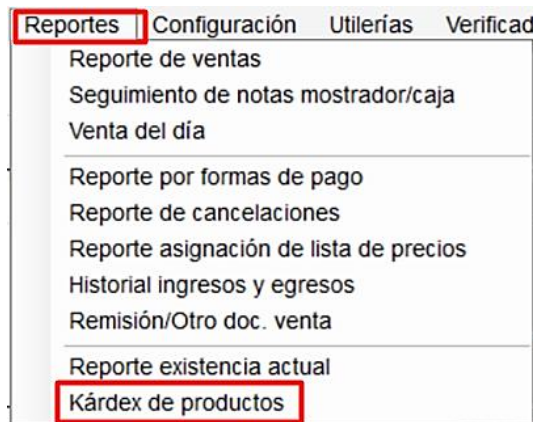 Reportes Configuración Utilerías Verificad
Reporte de ventas
Seguimiento de notas mostrador/caja
Venta del día
Reporte por formas de pago
Reporte de cancelaciones
Reporte asignación de lista de precios
Historial ingresos y egresos
Remisión/Otro doc. venta
Reporte existencia actual
Kárdex de productos